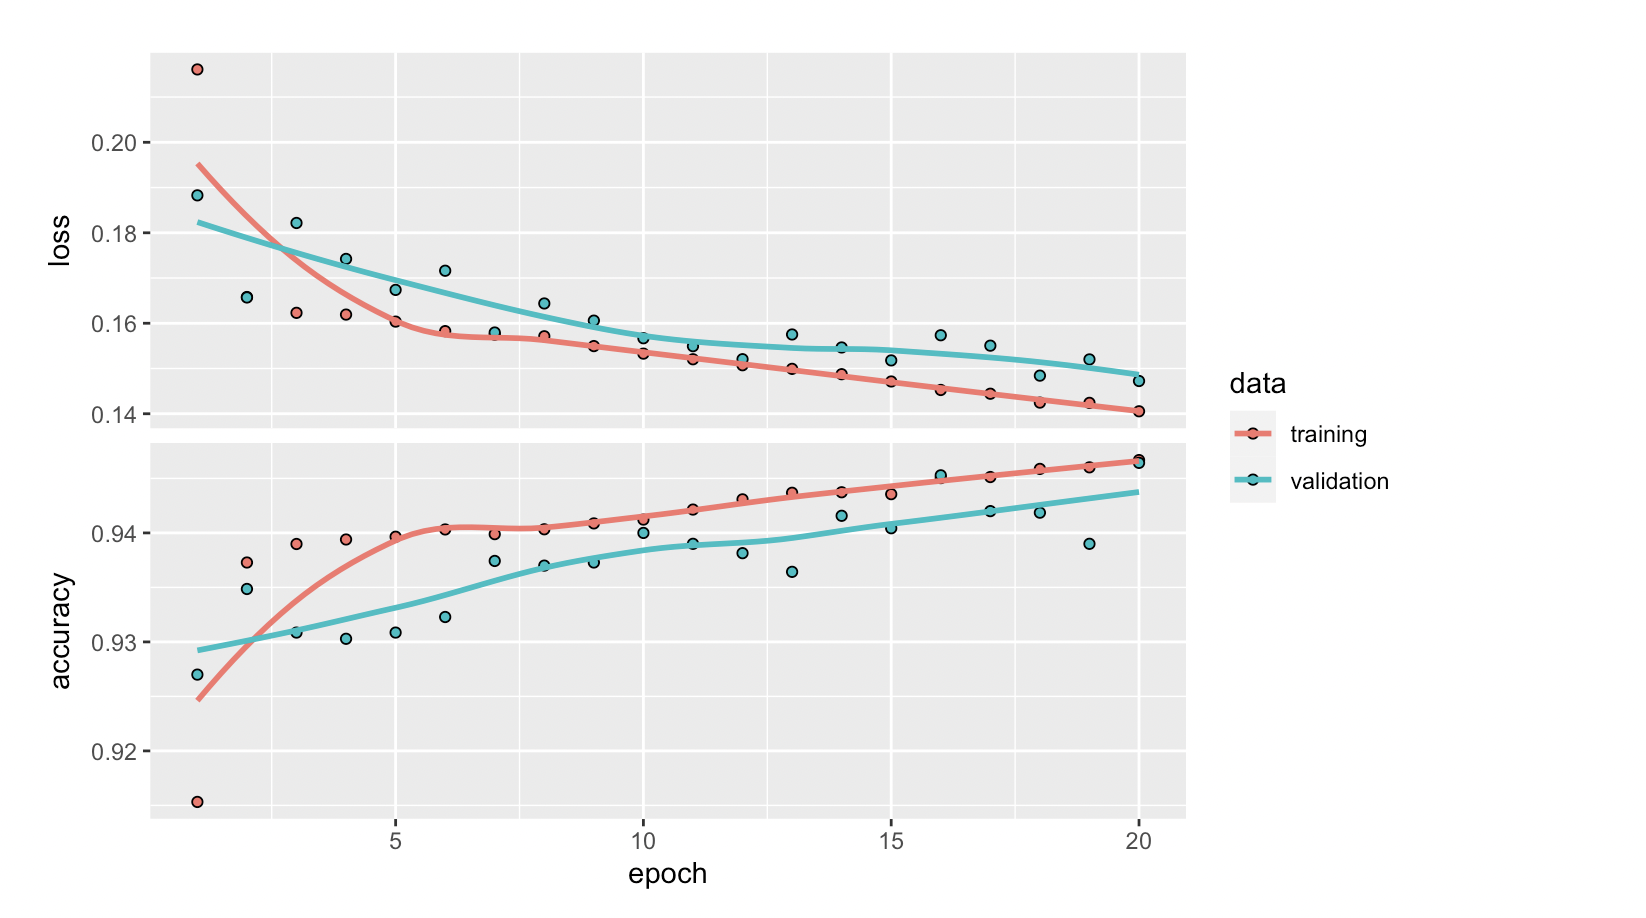 loss
0.20
0.18
0.16
0.14
accuracy
0.94
0.93
0.92
5 10 15 20
epoch
data
training
validation